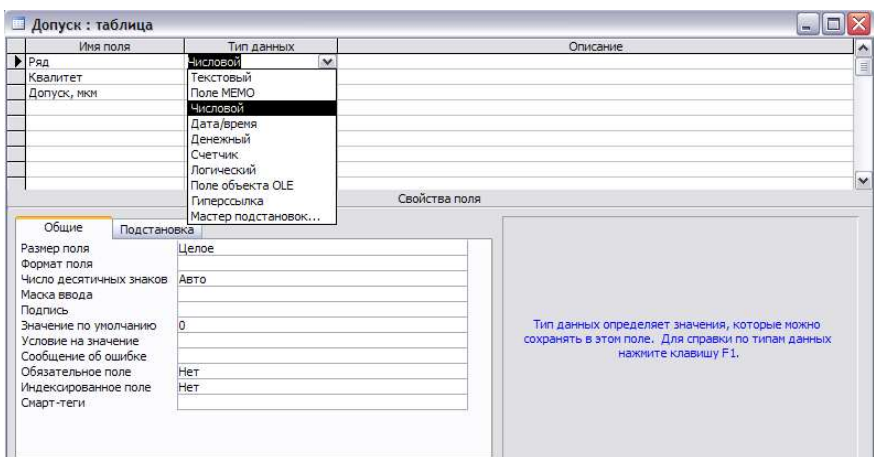 Допуск : таблица
Имя поля Тип данных Описание
Ряд Числовой
Квалитет Текстовый
Допуск, мкм Поле МЕМО
Числовой
Дата/время
Денежный
Счетчик
Логический
Поле объекта OLE
Гиперссылка
Мастер подстановок...
Свойства поля
Общие Подстановка
Размер поля Целое
Формат поля
Число десятичных знаков Авто
Маска ввода
Подпись
Значение по умолчанию 0
Условие на значение
Сообщение об ошибке
Обязательное поле Нет
Индексированное поле Нет
Смарт-теги
Тип данных определяет значения, которые можно
сохранять в этом поле. Для справки по типам данных
нажмите клавишу F1.